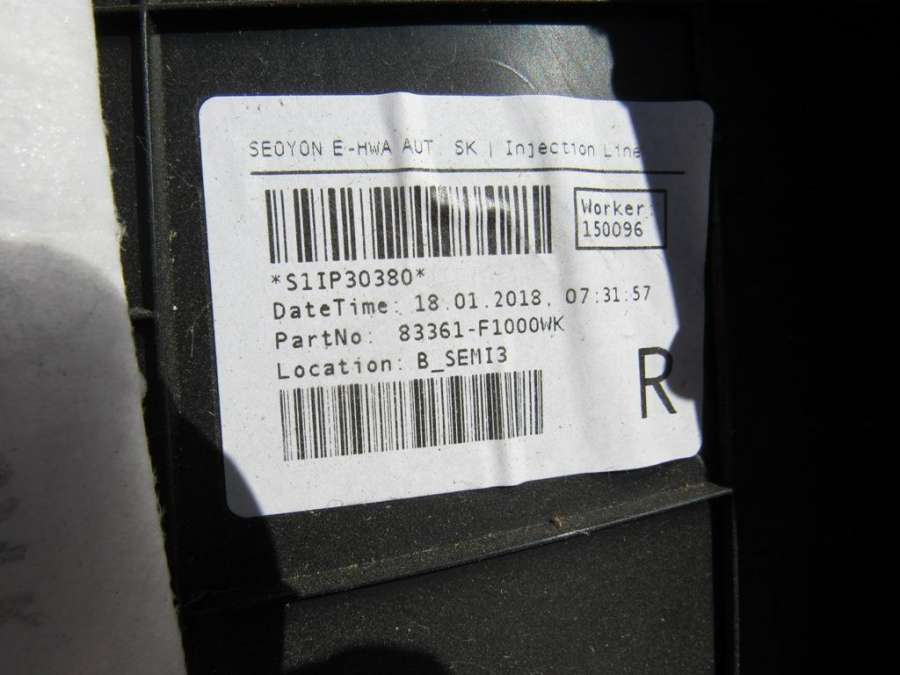 SEOYON E-HWA AUT. SK | Injection Line
Worker:
150096
*S1IP30380*
DateTime: 18.01.2018, 07:31:57
PartNo: 83361-F1000WK
Location: B_SEMI3
R